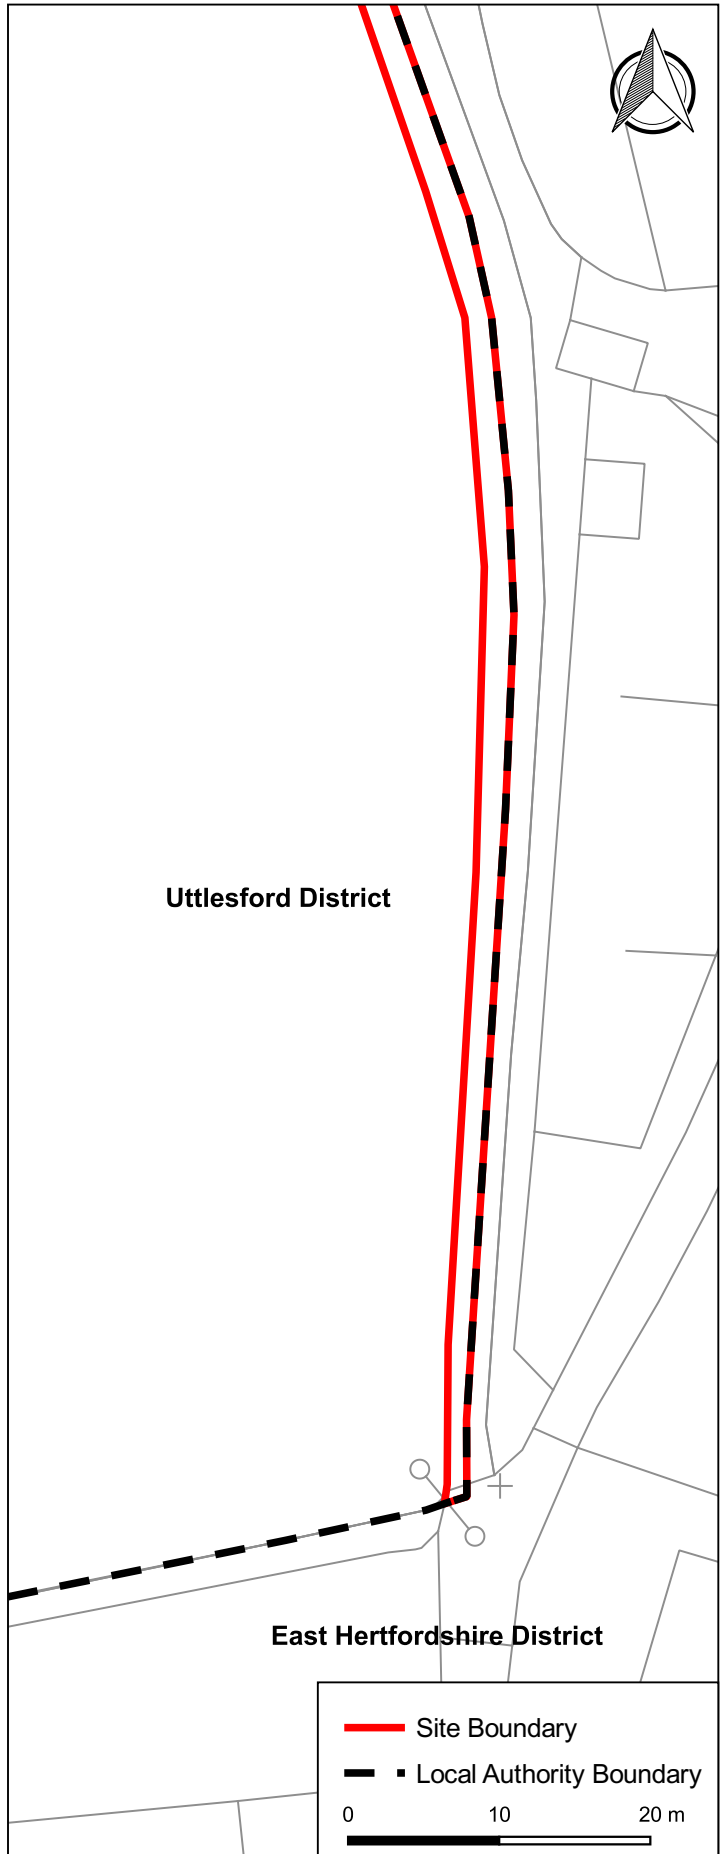 Uttlesford District
East Hertfordshire District
Site Boundary
Local Authority Boundary
0 10 20 m